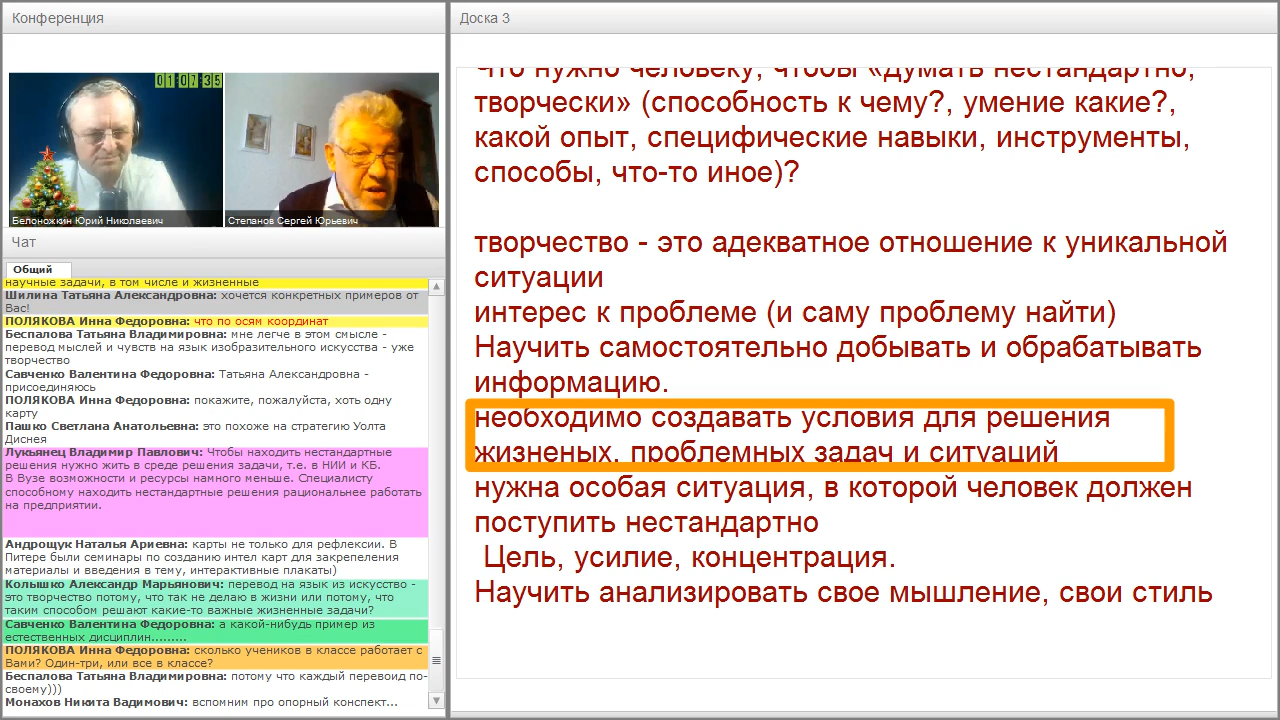 Конференция
01:07:35
Белоножкин Юрий Николаевич
Степанов Сергей Юрьевич
Чат
Общий
научные задачи, в том числе и жизненные
Шилина Татьяна Александровна: хочется конкретных примеров от
Вас!
ПОЛЯКОВА Инна Федоровна: что по осям координат
Беспалова Татьяна Владимировна: мне легче в этом смысле -
перевод мыслей и чувств на язык изобразительного искусства - уже
творчество
Савченко Валентина Федоровна: Татьяна Александровна -
присоединяюсь
ПОЛЯКОВА Инна Федоровна: покажите, пожалуйста, хоть одну
карту
Пашко Светлана Анатольевна: это похоже на стратегию Уолта
Диснея
Лукьянец Владимир Павлович: Чтобы находить нестандартные
решения нужно жить в среде решения задачи, т.е. в НИИ и КБ.
В Вузе возможности и ресурсы намного меньше. Специалисту
способному находить нестандартные решения рациональнее работать
на предприятии.
Андрощук Наталья Ариевна: карты не только для рефлексии. В
Питере были семинары по созданию интел карт для закрепления
материалы и введения в тему, интерактивные плакаты)
Колышко Александр Марьянович: перевод на язык из искусство -
это творчество потому, что так не делаю в жизни или потому, что
таким способом решают какие-то важные жизненные задачи?
Савченко Валентина Федоровна: а какой-нибудь пример из
естественных дисциплин.........
ПОЛЯКОВА Инна Федоровна: сколько учеников в классе работает с
Вами? Один-три, или все в классе?
Беспалова Татьяна Владимировна: потому что каждый перевоид по-
своему)))
Монахов Никита Вадимович: вспомним про опорный конспект...
Доска 3
что нужно человеку, чтобы «думать нестандартно,
творчески» (способность к чему?, умение какие?,
какой опыт, специфические навыки, инструменты,
способы, что-то иное)?
творчество - это адекватное отношение к уникальной
ситуации
интерес к проблеме (и саму проблему найти)
Научить самостоятельно добывать и обрабатывать
информацию.
необходимо создавать условия для решения
жизненых, проблемных задач и ситуаций
нужна особая ситуация, в которой человек должен
поступить нестандартно
Цель, усилие, концентрация.
Научить анализировать свое мышление, свои стиль